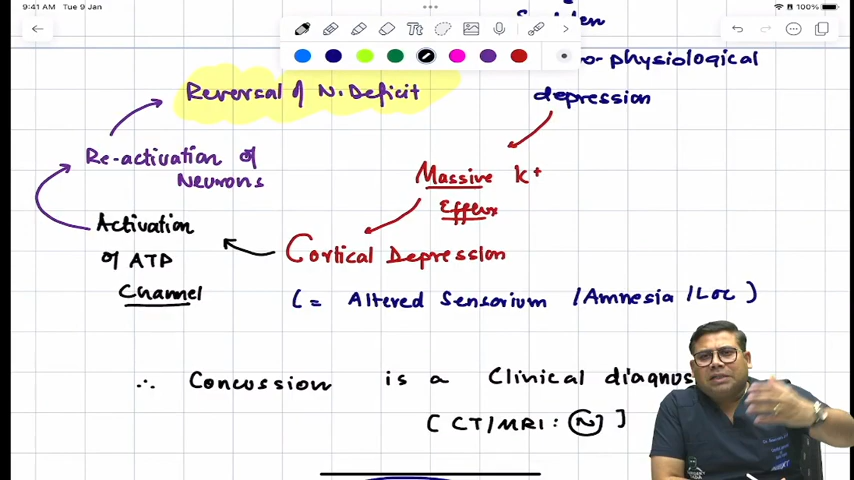 9:41 AM Tue 9 Jan
100%
-physiological
depression
Reversal of N. Deficit
Re-activation of
Neurons
Massive K+
Efflux
Activation
of ATP
Channel
Cortical Depression
( = Altered Sensorium /Amnesia /LOC )
∴ Concussion is a Clinical diagnos
[ CT/MRI : N ]